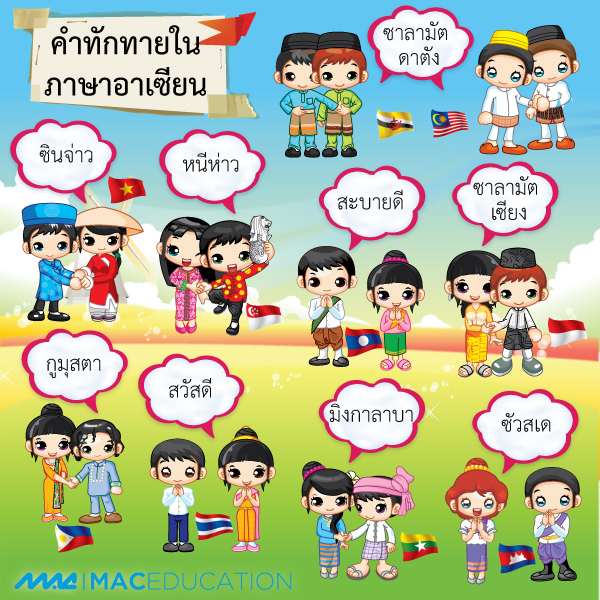 คำทักทายใน
ภาษาอาเซียน
ซาลามัต
ดาตัง
ซินจ่าว
หนีห่าว
สะบายดี
ซาลามัต
เซียง
กูมุสตา
สวัสดี
มิงกาลาบา
ซัวสเด
MAC | MACEDUCATION